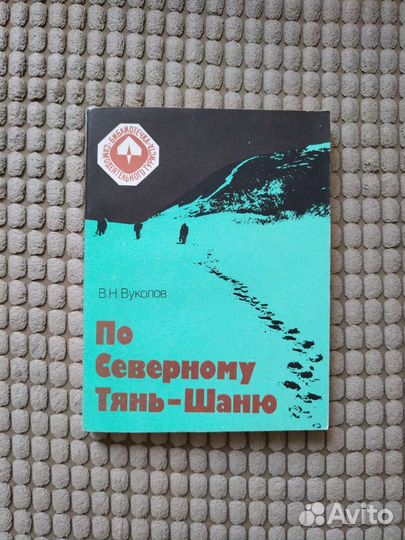 БИБЛИОТЕЧКА САМОДЕЯТЕЛЬНОГО ТУРИСТА
В.Н. Вуколов
По
Северному
Тянь-Шаню
Avito